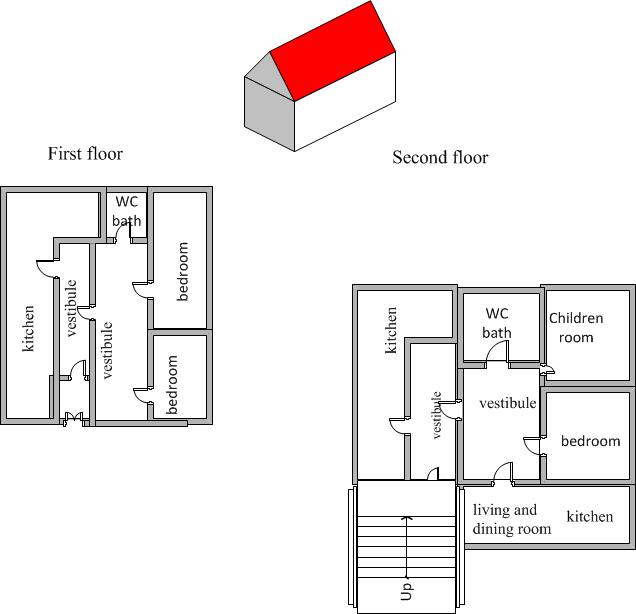 First floor
Second floor
WC
bath
bedroom
vestibule
kitchen
vestibule
bedroom
kitchen
WC
bath
Children
room
vestibule
vestibule
bedroom
living and
dining room
kitchen
Up